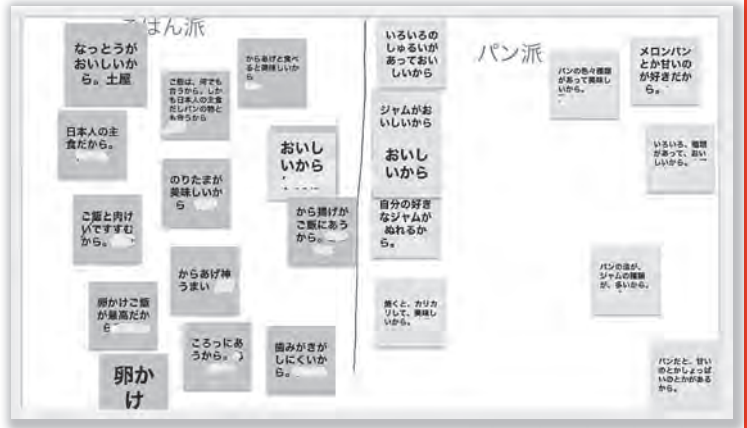 ごはん派
なっとうが
おいしいか
ら。土屋
からあげと食べ
ると美味しいか
ら
ご飯は、何でも
合うから。しか
も日本人の主食
だしパンの物と
も合うから
日本人の主
食だから。
おいし
いから
のりたまが
美味しいか
ら
ご飯と肉け
いですすむ
から。
から揚げが
ご飯にあう
から。
からあげ神
うまい
卵かけご飯
が最高だか
ら
ころっにあ
うから。
歯みがきが
しにくいか
ら。
卵か
け
パン派
いろいろの
しゅるいが
あっておい
しいから
ジャムがお
いしいから
おいし
いから
自分の好き
なジャムが
ぬれるか
ら。
焼くと、カリカ
リして、美味し
いから。
パンの色々種類
があって美味し
いから。
メロンパン
とか甘いの
が好きだか
ら。
いろいろ、種類
があって、おい
しいから。
パンの法が、
ジャムの種類
が、多いから。
パンだと、甘い
のとかしょっぱ
いのとかがある
から。